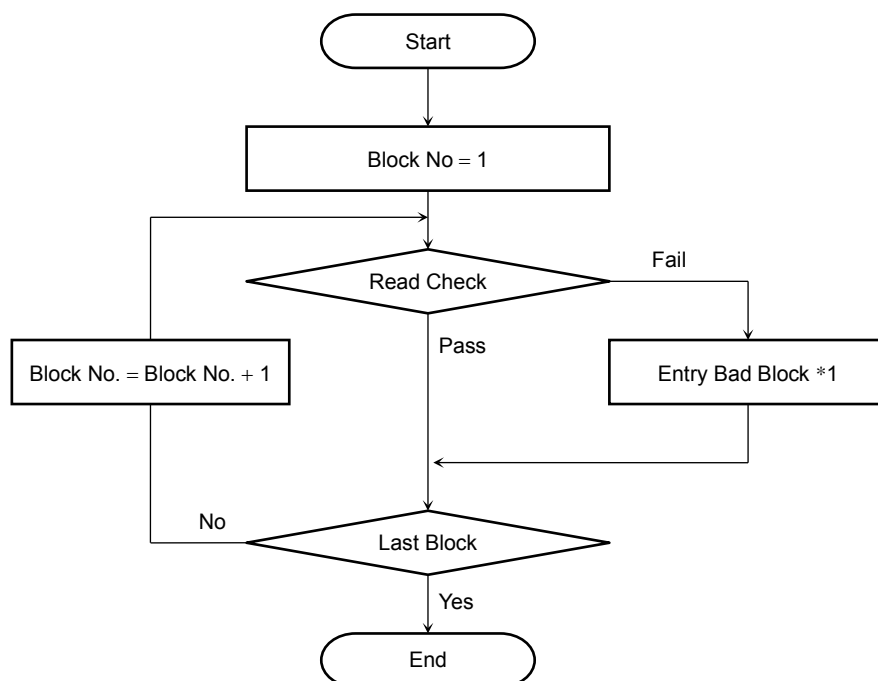 Start
Block No = 1
Read Check
Fail
Pass
Block No. = Block No. + 1
Entry Bad Block *1
No
Last Block
Yes
End